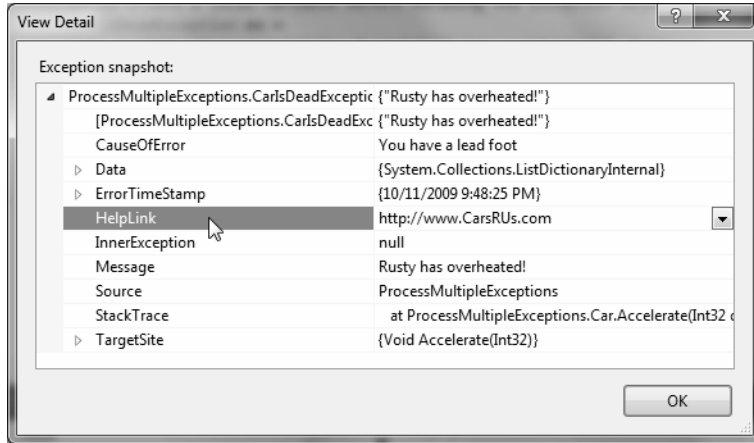 View Detail
Exception snapshot:
ProcessMultipleExceptions.CarIsDeadExceptic {"Rusty has overheated!"}
[ProcessMultipleExceptions.CarIsDeadExc {"Rusty has overheated!"}
CauseOfError You have a lead foot
Data {System.Collections.ListDictionaryInternal}
ErrorTimeStamp {10/11/2009 9:48:25 PM}
HelpLink http://www.CarsRUs.com
InnerException null
Message Rusty has overheated!
Source ProcessMultipleExceptions
StackTrace at ProcessMultipleExceptions.Car.Accelerate(Int32 d
TargetSite {Void Accelerate(Int32)}
OK